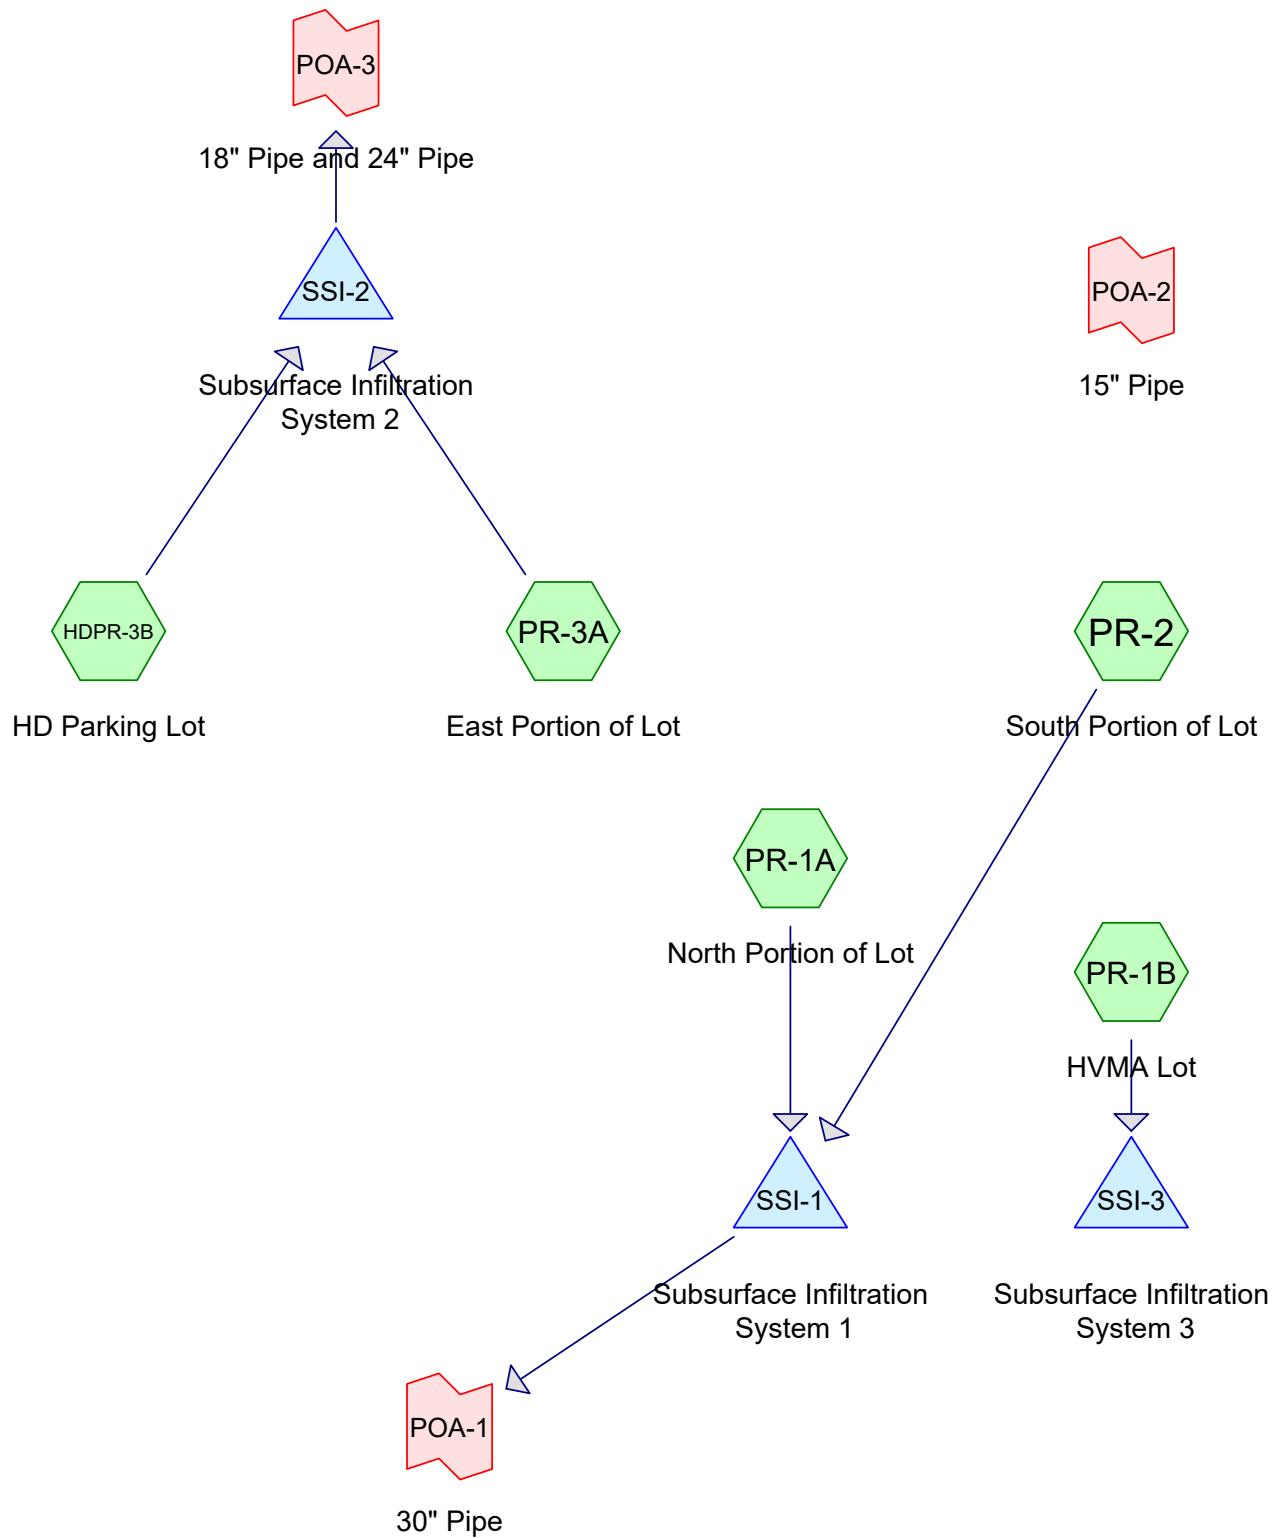 POA-3
18" Pipe and 24" Pipe
SSI-2
Subsurface Infiltration
System 2
POA-2
15" Pipe
HDPR-3B
HD Parking Lot
PR-3A
East Portion of Lot
PR-2
South Portion of Lot
PR-1A
North Portion of Lot
PR-1B
HVMA Lot
SSI-1
Subsurface Infiltration
System 1
SSI-3
Subsurface Infiltration
System 3
POA-1
30" Pipe